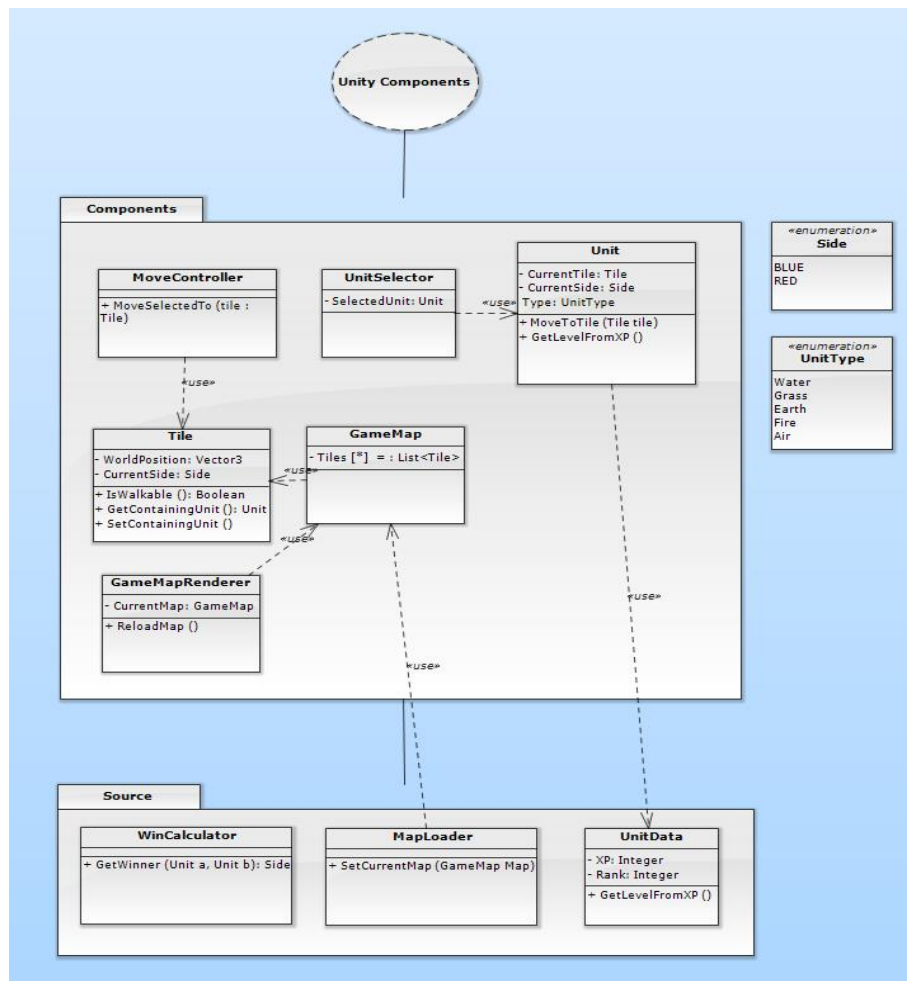 Unity Components
Components
MoveController
+ MoveSelectedTo (tile :
Tile)
UnitSelector
- SelectedUnit: Unit
«use»
Unit
- CurrentTile: Tile
- CurrentSide: Side
Type: UnitType
+ MoveToTile (Tile tile)
+ GetLevelFromXP ()
«enumeration»
Side
BLUE
RED
«enumeration»
UnitType
Water
Grass
Earth
Fire
Air
«use»
Tile
- WorldPosition: Vector3
- CurrentSide: Side
+ IsWalkable (): Boolean
+ GetContainingUnit (): Unit
+ SetContainingUnit ()
«use»
GameMap
- Tiles [*] = : List<Tile>
«use»
GameMapRenderer
- CurrentMap: GameMap
+ ReloadMap ()
«use»
«use»
Source
WinCalculator
+ GetWinner (Unit a, Unit b): Side
MapLoader
+ SetCurrentMap (GameMap Map)
UnitData
- XP: Integer
- Rank: Integer
+ GetLevelFromXP ()